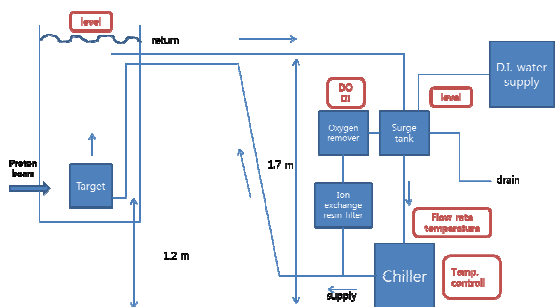 level
return
D.I. water
supply
DO
DI
level
Oxygen
remover
Surge
tank
Proton
beam
Target
1.7 m
drain
Ion
exchange
resin filter
Flow rate
temperature
1.2 m
Chiller
Temp.
controll
supply